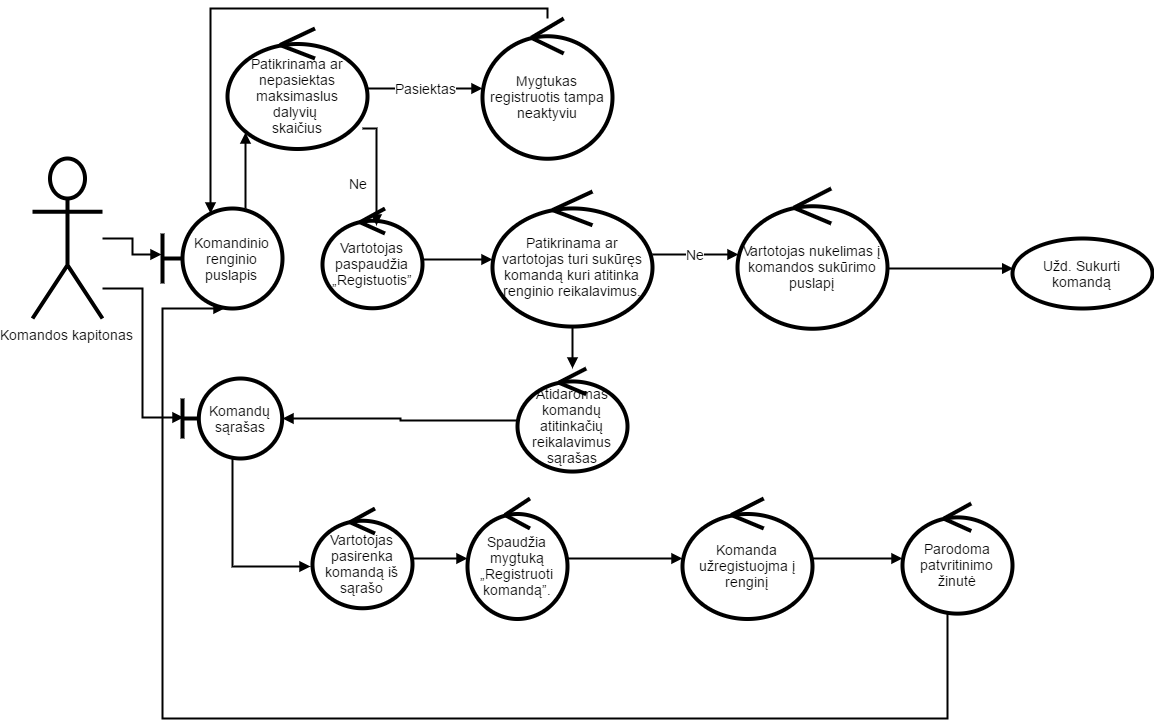 Patikrinama ar
nepasiektas
maksimaslus
dalyvių
skaičius
Pasiektas
Mygtukas
registruotis tampa
neaktyviu
Ne
Komandos kapitonas
Komandinio
renginio
puslapis
Vartotojas
paspaudžia
„Registuotis”
Patikrinama ar
vartotojas turi sukūręs
komandą kuri atitinka
renginio reikalavimus.
Ne
Vartotojas nukelimas į
komandos sukūrimo
puslapį
Užd. Sukurti
komandą
Komandų
sąrašas
Atidaromas
komandų
atitinkačių
reikalavimus
sąrašas
Vartotojas
pasirenka
komandą iš
sąrašo
Spaudžia
mygtuką
„Registruoti
komandą”.
Komanda
užregistuojma į
renginį
Parodoma
patvritinimo
žinutė